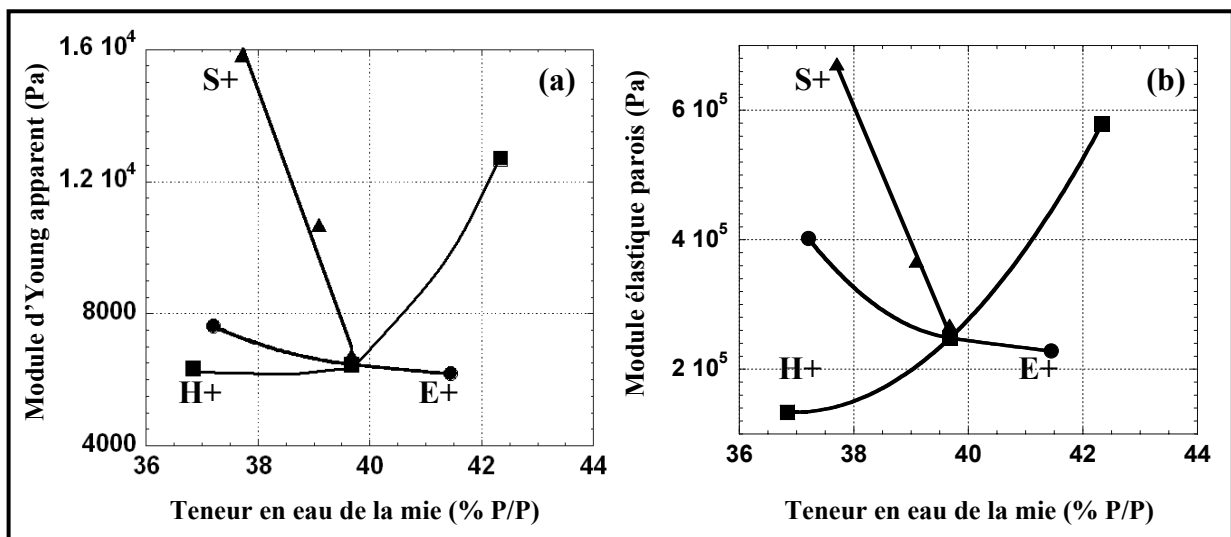 1.6 10⁴
1.2 10⁴
8000
4000
Module d'Young apparent (Pa)
S+
(a)
H+
E+
36 38 40 42 44
Teneur en eau de la mie (% P/P)
6 10⁵
4 10⁵
2 10⁵
Module élastique parois (Pa)
S+
(b)
H+
E+
36 38 40 42 44
Teneur en eau de la mie (% P/P)